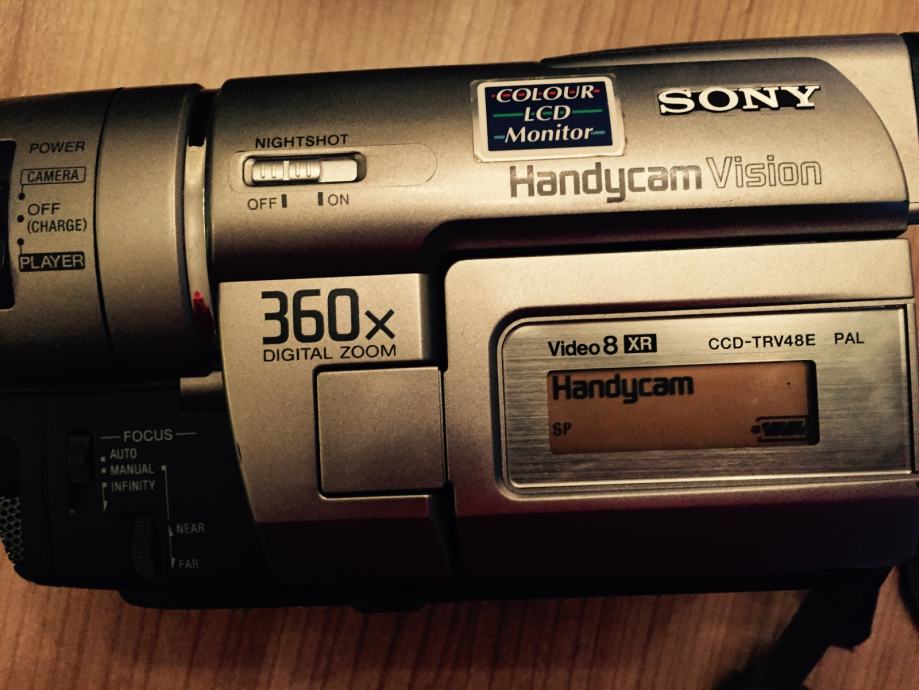 POWER
CAMERA
OFF
(CHARGE)
PLAYER
NIGHTSHOT
OFF ON
COLOUR
LCD
Monitor
SONY
Handycam Vision
360x
DIGITAL ZOOM
Video 8 XR CCD-TRV48E PAL
Handycam
SP
FOCUS
AUTO
MANUAL
INFINITY
NEAR
FAR